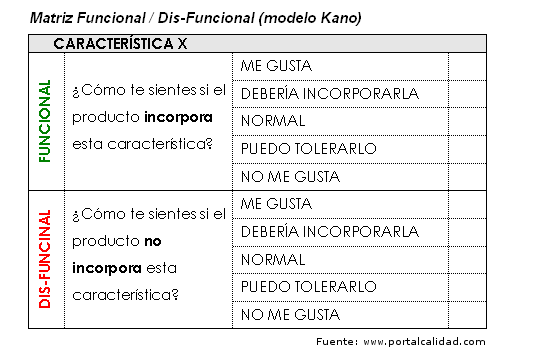 Matriz Funcional / Dis-Funcional (modelo Kano)
CARACTERÍSTICA X
FUNCIONAL
¿Cómo te sientes si el
producto incorpora
esta característica?
ME GUSTA
DEBERÍA INCORPORARLA
NORMAL
PUEDO TOLERARLO
NO ME GUSTA
DIS-FUNCINAL
¿Cómo te sientes si el
producto no
incorpora esta
característica?
ME GUSTA
DEBERÍA INCORPORARLA
NORMAL
PUEDO TOLERARLO
NO ME GUSTA
Fuente: www.portalcalidad.com